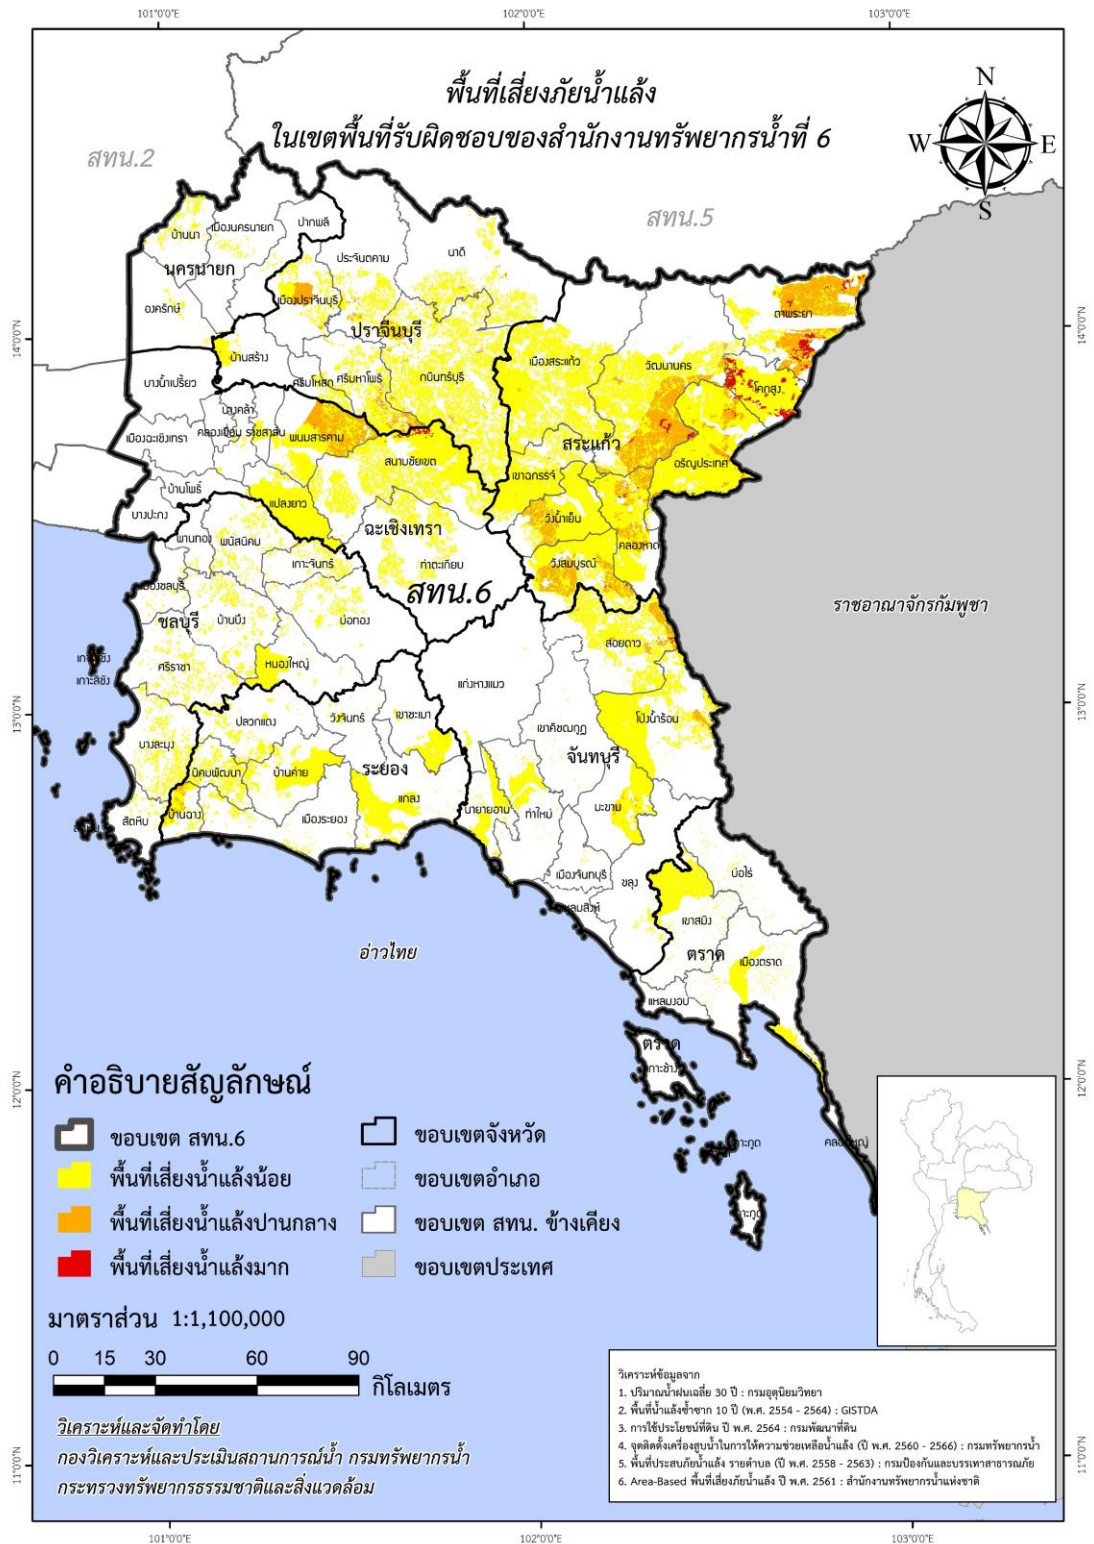 101°0'0"E 102°0'0"E 103°0'0"E
พื้นที่เสี่ยงภัยน้ำแล้ง
ในเขตพื้นที่รับผิดชอบของสำนักงานทรัพยากรน้ำที่ 6
N
W E
S
สทน.2
สทน.5
บ้านนา
เมืองนครนายก
ปากพลี
นครนายก
องครักษ์
ประจันตคาม
นาดี
เมืองปราจีนบุรี
ปราจีนบุรี
ตาพระยา
14°0'0"N
14°0'0"N
บ้านสร้าง
ศรีมหาโพธิ
กบินทร์บุรี
เมืองสระแก้ว
วัฒนานคร
โคกสูง
บางน้ำเปรี้ยว
เมืองฉะเชิงเทรา
ราชสาส์น
พนมสารคาม
สนามชัยเขต
สระแก้ว
อรัญประเทศ
เขาฉกรรจ์
บ้านโพธิ์
บางปะกง
แปลงยาว
ฉะเชิงเทรา
วังน้ำเย็น
คลองหาด
พานทอง
พนัสนิคม
เกาะจันทร์
ท่าตะเกียบ
วังสมบูรณ์
สทน.6
ราชอาณาจักรกัมพูชา
ชลบุรี
บ้านบึง
บ่อทอง
สอยดาว
ศรีราชา
หนองใหญ่
แก่งหางแมว
เกาะสีชัง
13°0'0"N
13°0'0"N
ปลวกแดง
วังจันทร์
เขาชะเมา
เขาคิชฌกูฏ
โป่งน้ำร้อน
บางละมุง
นิคมพัฒนา
บ้านค่าย
ระยอง
จันทบุรี
แกลง
นายายอาม
ท่าใหม่
มะขาม
สัตหีบ
บ้านฉาง
เมืองระยอง
เมืองจันทบุรี
ขลุง
บ่อไร่
เขาสมิง
อ่าวไทย
ตราด
เมืองตราด
แหลมงอบ
ตราด
เกาะช้าง
12°0'0"N
12°0'0"N
คำอธิบายสัญลักษณ์
ขอบเขต สทน.6
ขอบเขตจังหวัด
พื้นที่เสี่ยงน้ำแล้งน้อย
ขอบเขตอำเภอ
พื้นที่เสี่ยงน้ำแล้งปานกลาง
ขอบเขต สทน. ข้างเคียง
พื้นที่เสี่ยงน้ำแล้งมาก
ขอบเขตประเทศ
มาตราส่วน 1:1,100,000
0 15 30 60 90
กิโลเมตร
วิเคราะห์และจัดทำโดย
กองวิเคราะห์และประเมินสถานการณ์น้ำ กรมทรัพยากรน้ำ
กระทรวงทรัพยากรธรรมชาติและสิ่งแวดล้อม
วิเคราะห์ข้อมูลจาก
1. ปริมาณน้ำฝนเฉลี่ย 30 ปี : กรมอุตุนิยมวิทยา
2. พื้นที่น้ำแล้งซ้ำซาก 10 ปี (พ.ศ. 2554 - 2564) : GISTDA
3. การใช้ประโยชน์ที่ดิน ปี พ.ศ. 2564 : กรมพัฒนาที่ดิน
4. จุดติดตั้งเครื่องสูบน้ำในการให้ความช่วยเหลือน้ำแล้ง (ปี พ.ศ. 2560 - 2566) : กรมทรัพยากรน้ำ
5. พื้นที่ประสบภัยน้ำแล้ง รายตำบล (ปี พ.ศ. 2558 - 2563) : กรมป้องกันและบรรเทาสาธารณภัย
6. Area-Based พื้นที่เสี่ยงภัยน้ำแล้ง ปี พ.ศ. 2561 : สำนักงานทรัพยากรน้ำแห่งชาติ
11°0'0"N
11°0'0"N
101°0'0"E 102°0'0"E 103°0'0"E